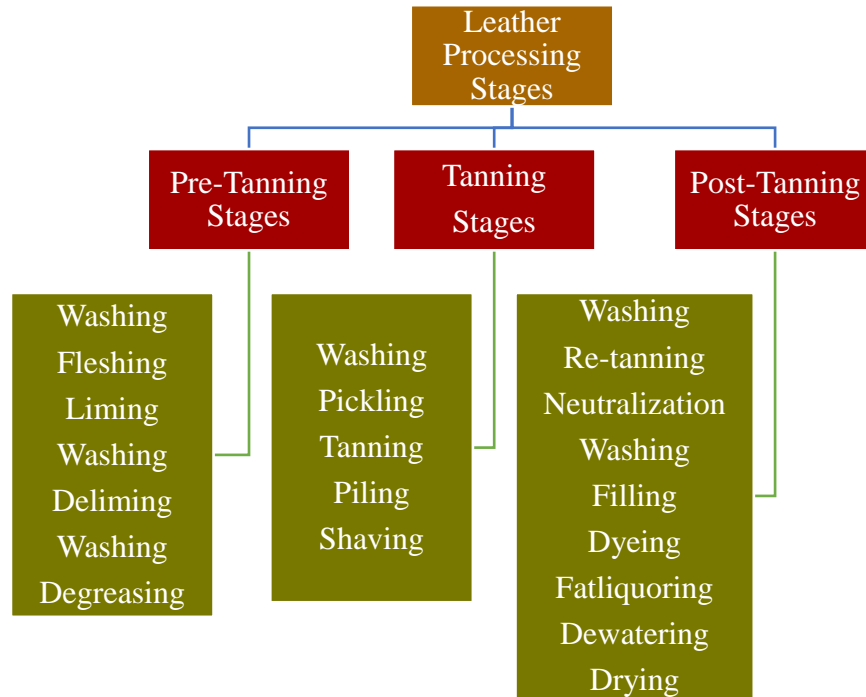 Leather
Processing
Stages
Pre-Tanning
Stages
Tanning
Stages
Post-Tanning
Stages
Washing
Fleshing
Liming
Washing
Deliming
Washing
Degreasing
Washing
Pickling
Tanning
Piling
Shaving
Washing
Re-tanning
Neutralization
Washing
Filling
Dyeing
Fatliquoring
Dewatering
Drying